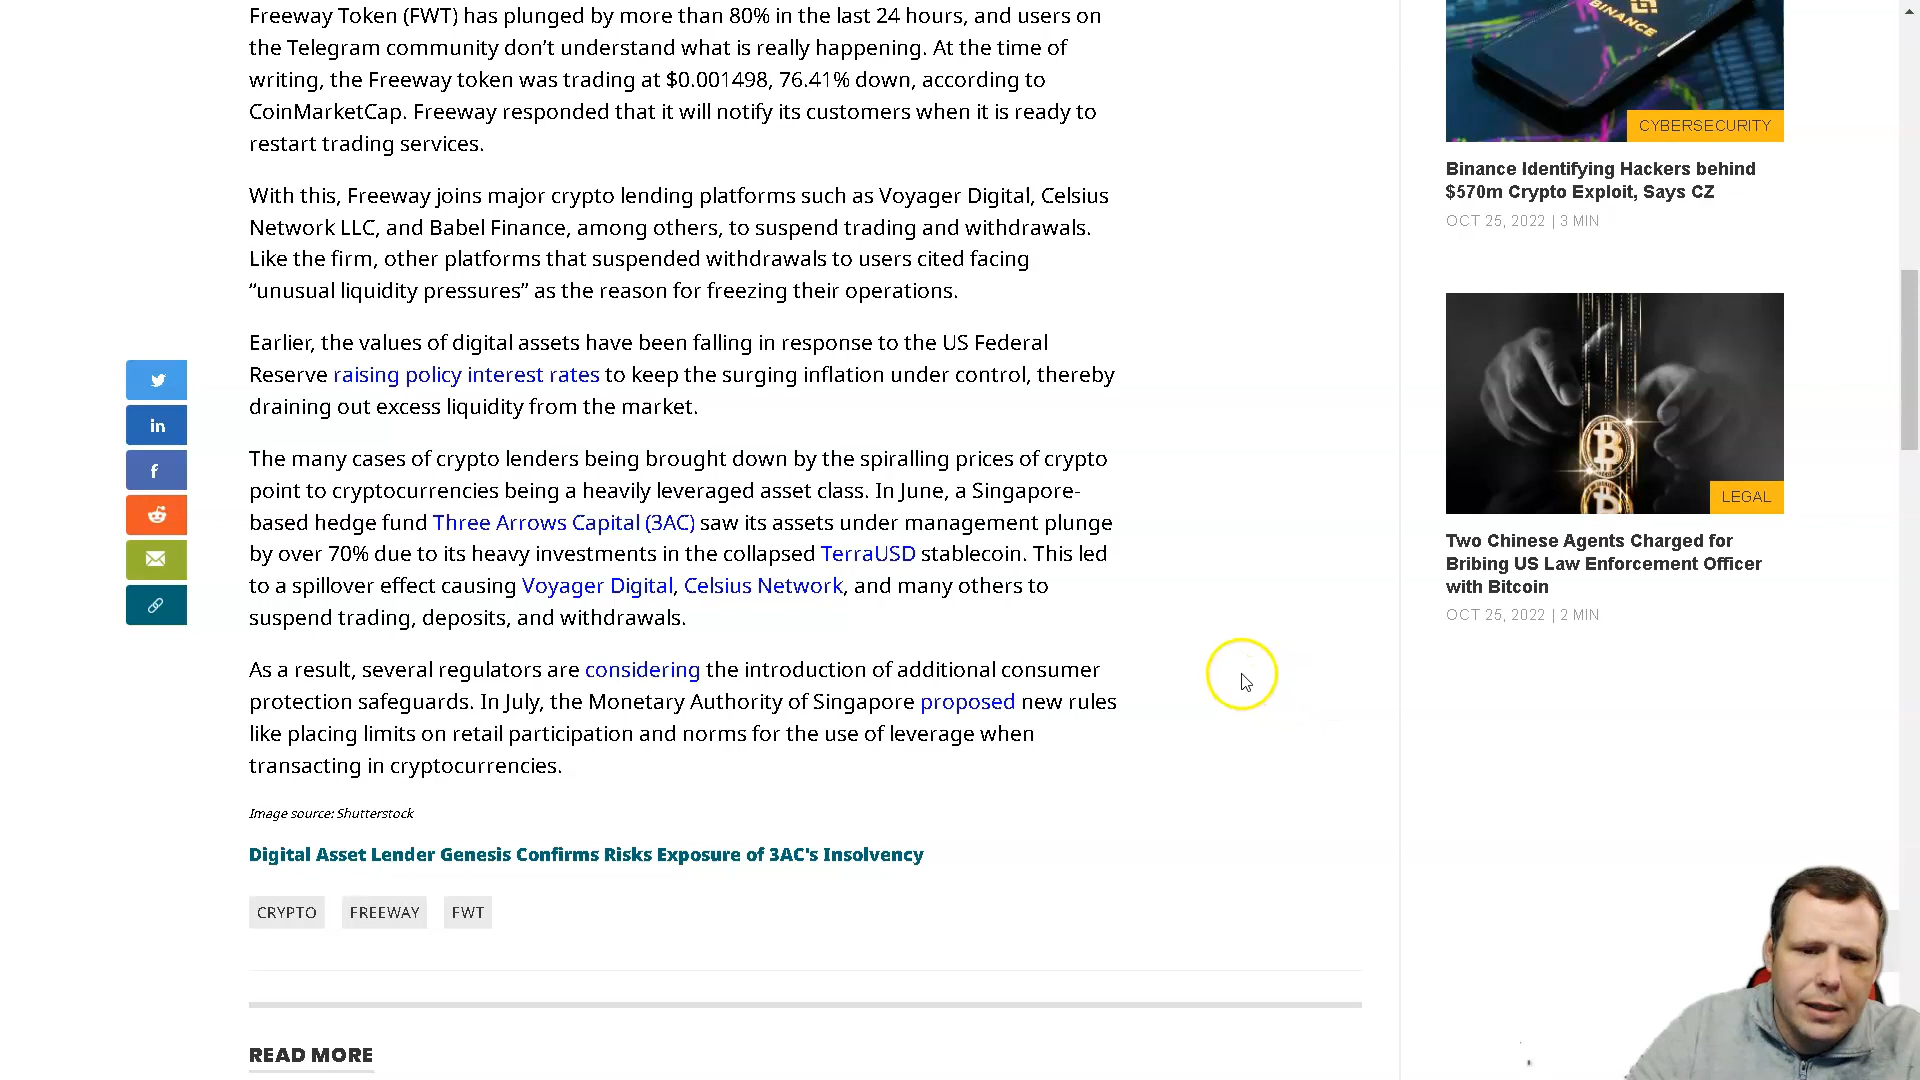 Freeway Token (FWT) has plunged by more than 80% in the last 24 hours, and users on
the Telegram community don’t understand what is really happening. At the time of
writing, the Freeway token was trading at $0.001498, 76.41% down, according to
CoinMarketCap. Freeway responded that it will notify its customers when it is ready to
restart trading services.
With this, Freeway joins major crypto lending platforms such as Voyager Digital, Celsius
Network LLC, and Babel Finance, among others, to suspend trading and withdrawals.
Like the firm, other platforms that suspended withdrawals to users cited facing
“unusual liquidity pressures” as the reason for freezing their operations.
Earlier, the values of digital assets have been falling in response to the US Federal
Reserve raising policy interest rates to keep the surging inflation under control, thereby
draining out excess liquidity from the market.
The many cases of crypto lenders being brought down by the spiralling prices of crypto
point to cryptocurrencies being a heavily leveraged asset class. In June, a Singapore-
based hedge fund Three Arrows Capital (3AC) saw its assets under management plunge
by over 70% due to its heavy investments in the collapsed TerraUSD stablecoin. This led
to a spillover effect causing Voyager Digital, Celsius Network, and many others to
suspend trading, deposits, and withdrawals.
As a result, several regulators are considering the introduction of additional consumer
protection safeguards. In July, the Monetary Authority of Singapore proposed new rules
like placing limits on retail participation and norms for the use of leverage when
transacting in cryptocurrencies.
Image source: Shutterstock
Digital Asset Lender Genesis Confirms Risks Exposure of 3AC's Insolvency
CRYPTO FREEWAY FWT
READ MORE
BINANCE
CYBERSECURITY
Binance Identifying Hackers behind
$570m Crypto Exploit, Says CZ
OCT 25, 2022 | 3 MIN
LEGAL
Two Chinese Agents Charged for
Bribing US Law Enforcement Officer
with Bitcoin
OCT 25, 2022 | 2 MIN